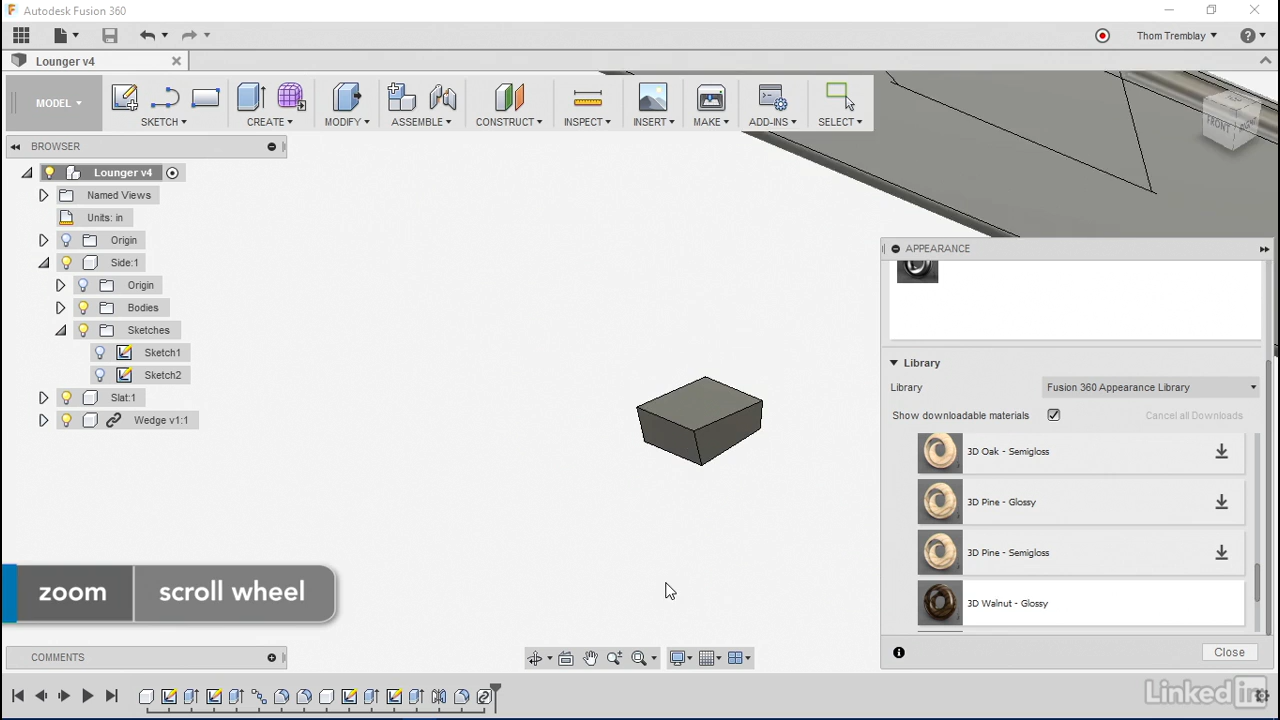 Autodesk Fusion 360
Thom Tremblay
Lounger v4
MODEL
SKETCH
CREATE
MODIFY
ASSEMBLE
CONSTRUCT
INSPECT
INSERT
MAKE
ADD-INS
SELECT
FRONT
RIGHT
BROWSER
Lounger v4
Named Views
Units: in
Origin
Side:1
Origin
Bodies
Sketches
Sketch1
Sketch2
Slat:1
Wedge v1:1
APPEARANCE
Library
Library Fusion 360 Appearance Library
Show downloadable materials Cancel all Downloads
3D Oak - Semigloss
3D Pine - Glossy
3D Pine - Semigloss
3D Walnut - Glossy
Close
zoom scroll wheel
COMMENTS
LinkedIn